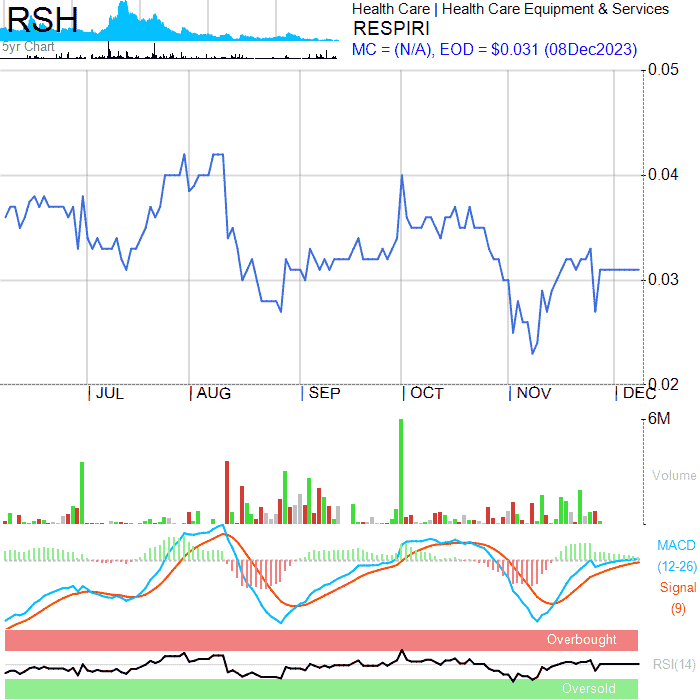 RSH
5yr Chart
Health Care | Health Care Equipment & Services
RESPIRI
MC = (N/A), EOD = $0.031 (08Dec2023)
0.05
0.04
0.03
0.02
JUL AUG SEP OCT NOV DEC
6M
Volume
MACD
(12-26)
Signal
(9)
Overbought
RSI(14)
Oversold